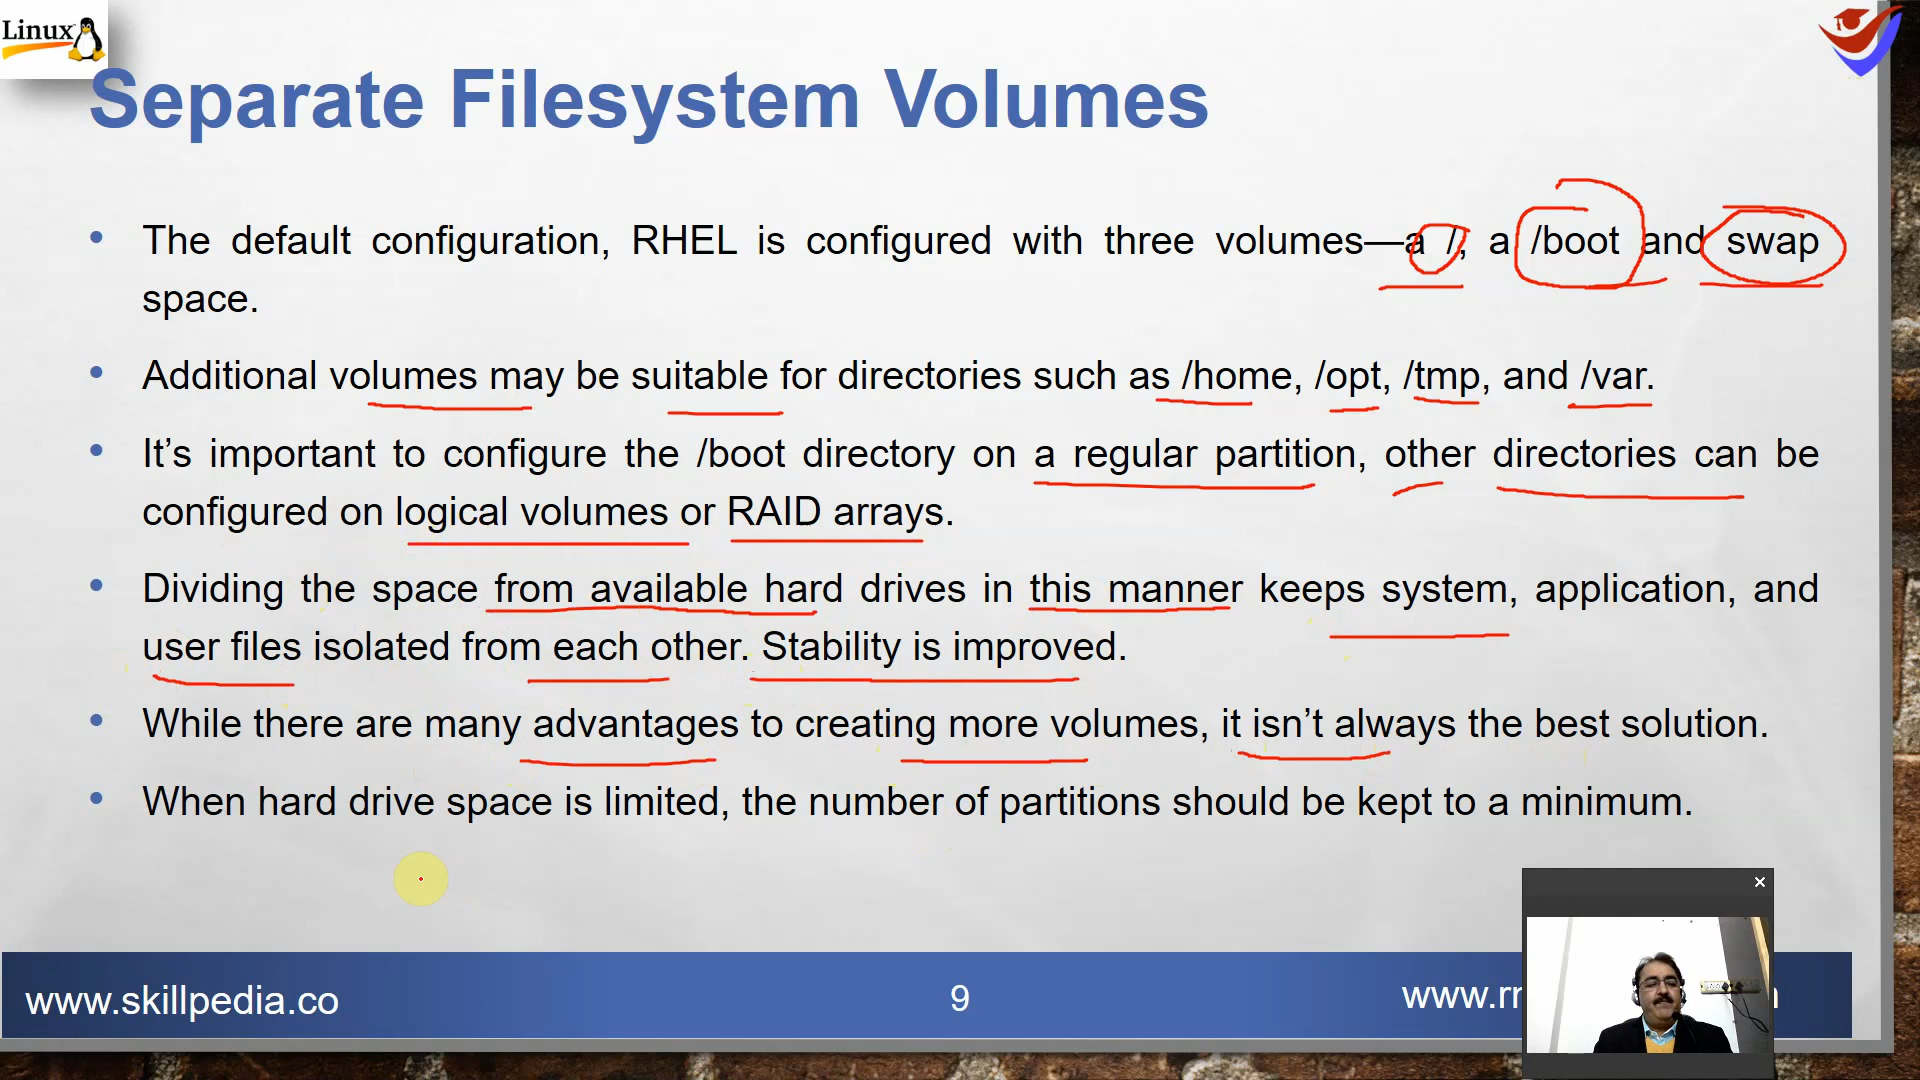 Linux
Separate Filesystem Volumes
• The default configuration, RHEL is configured with three volumes—a /, a /boot and swap
space.
• Additional volumes may be suitable for directories such as /home, /opt, /tmp, and /var.
• It’s important to configure the /boot directory on a regular partition, other directories can be
configured on logical volumes or RAID arrays.
• Dividing the space from available hard drives in this manner keeps system, application, and
user files isolated from each other. Stability is improved.
• While there are many advantages to creating more volumes, it isn’t always the best solution.
• When hard drive space is limited, the number of partitions should be kept to a minimum.
www.skillpedia.co
9